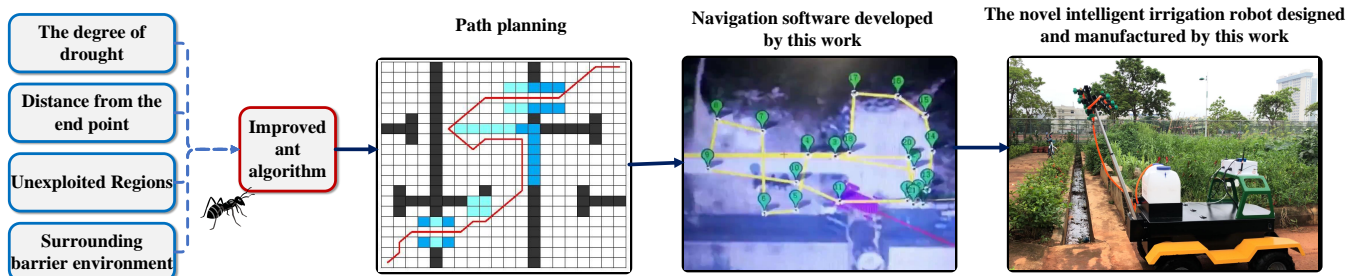 The degree of
drought
Distance from the
end point
Unexploited Regions
Surrounding
barrier environment
Improved
ant
algorithm
Path planning
Navigation software developed
by this work
The novel intelligent irrigation robot designed
and manufactured by this work